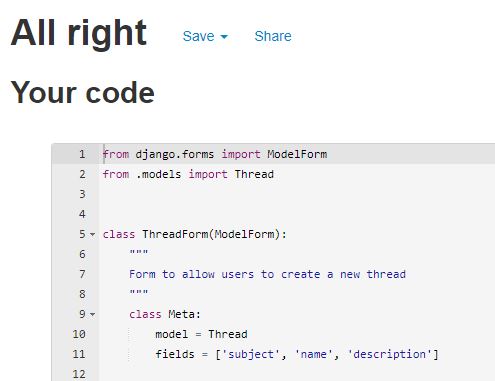 All right Save Share
Your code
1 from django.forms import ModelForm
2 from .models import Thread
3
4
5 class ThreadForm(ModelForm):
6     """
7     Form to allow users to create a new thread
8     """
9     class Meta:
10         model = Thread
11         fields = ['subject', 'name', 'description']
12